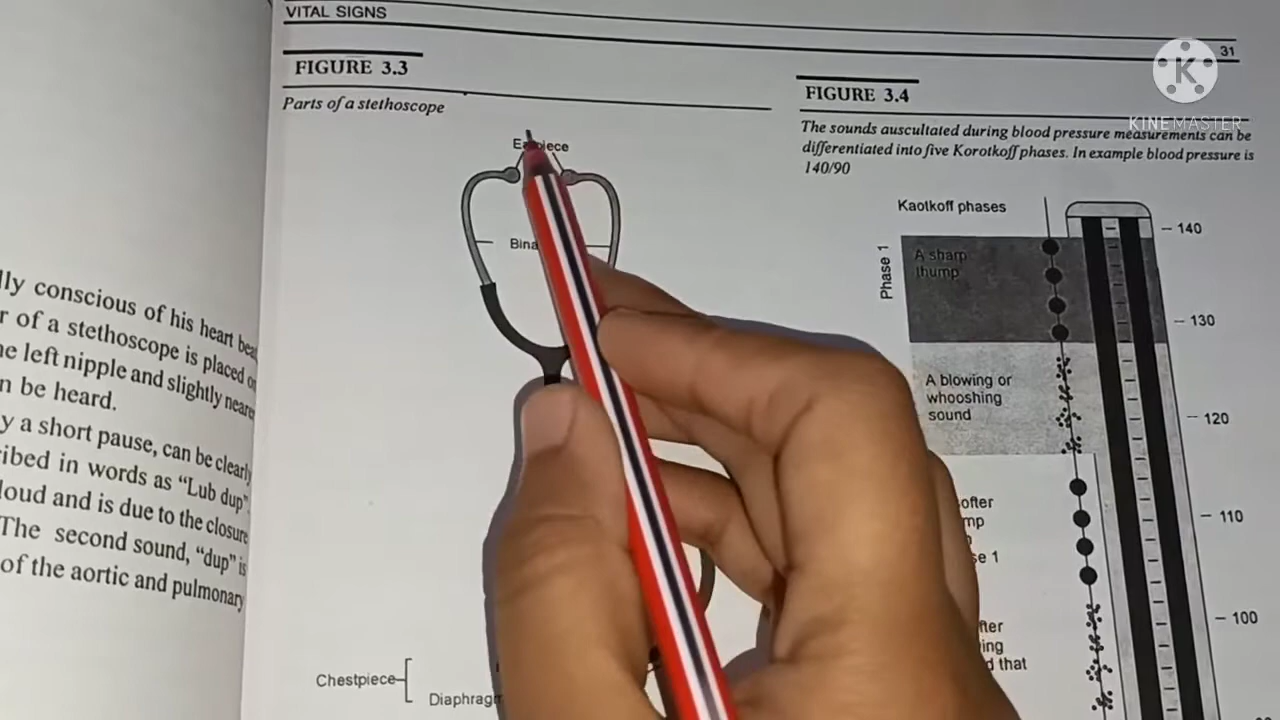 VITAL SIGNS
31
FIGURE 3.3
Parts of a stethoscope
Chestpiece
FIGURE 3.4
The sounds auscultated during blood pressure measurements can be
differentiated into five Korotkoff phases. In example blood pressure is
140/90
Kaotkoff phases
Phase 1
A sharp
thump
A blowing or
whooshing
sound
140
130
120
110
100
lly conscious of his heart
r of a stethoscope is placed
he left nipple and slightly
n be heard.
y a short pause, can be clearly
ribed in words as “Lub dup”.
loud and is due to the closure
The second sound, “dup” is
of the aortic and pulmonary
KINEMASTER